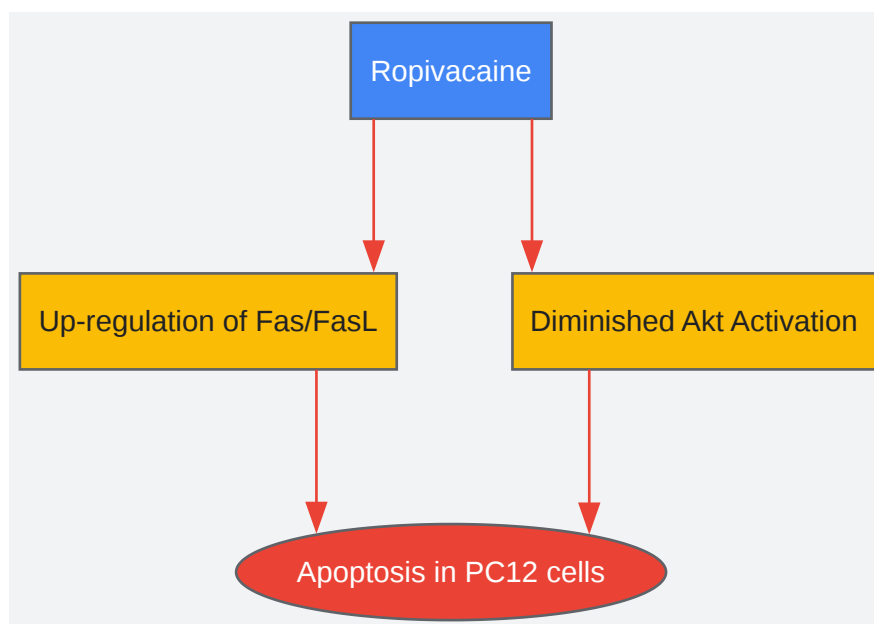 Ropivacaine
Up-regulation of Fas/FasL
Diminished Akt Activation
Apoptosis in PC12 cells